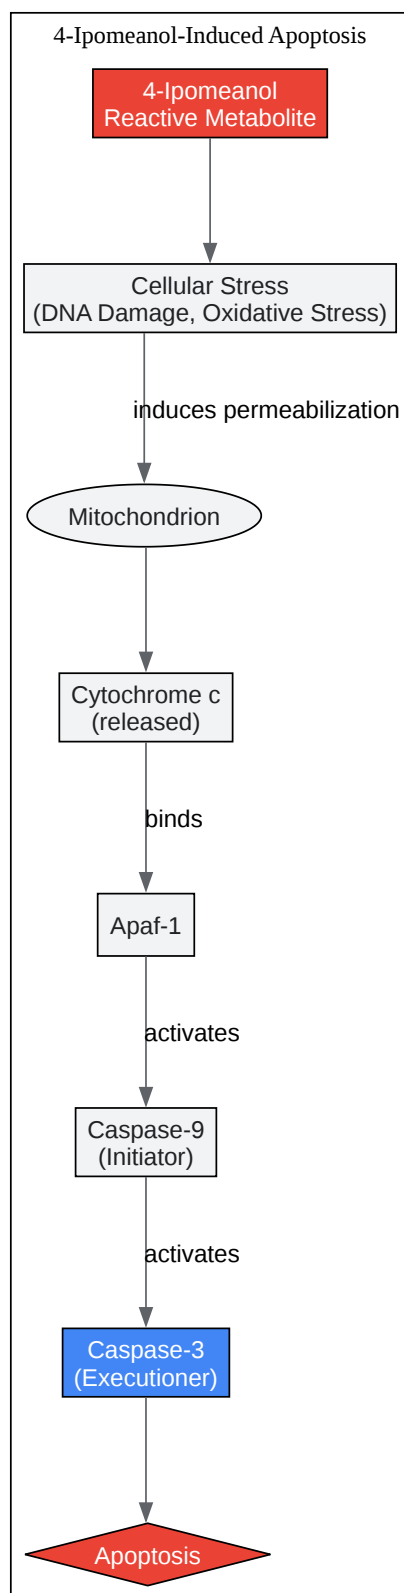 4-Ipomeanol-Induced Apoptosis
4-Ipomeanol
Reactive Metabolite
Cellular Stress
(DNA Damage, Oxidative Stress)
induces permeabilization
Mitochondrion
Cytochrome c
(released)
binds
Apaf-1
activates
Caspase-9
(Initiator)
activates
Caspase-3
(Executioner)
Apoptosis